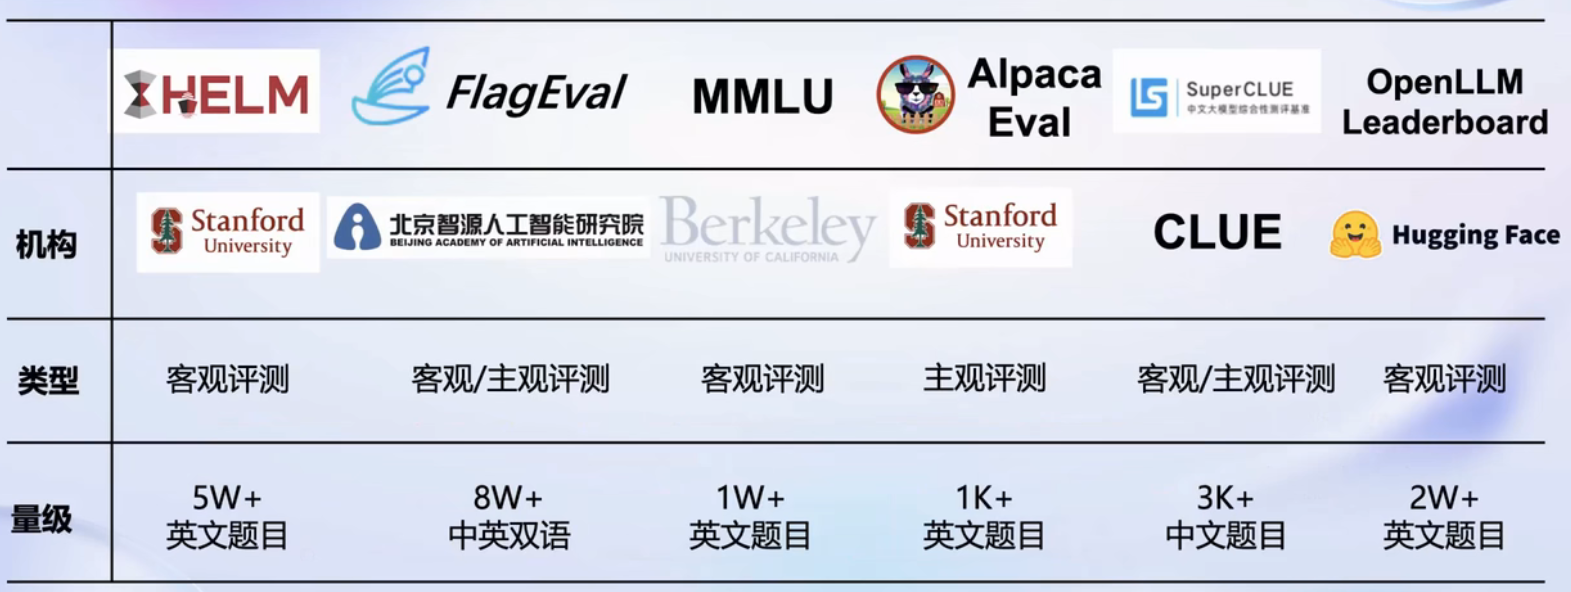 HELM
FlagEval
MMLU
Alpaca
Eval
SuperCLUE
中文大模型综合性测评基准
OpenLLM
Leaderboard
机构
Stanford
University
北京智源人工智能研究院
BEIJING ACADEMY OF ARTIFICIAL INTELLIGENCE
Berkeley
UNIVERSITY OF CALIFORNIA
Stanford
University
CLUE
Hugging Face
类型
客观评测
客观/主观评测
客观评测
主观评测
客观/主观评测
客观评测
量级
5W+
英文题目
8W+
中英双语
1W+
英文题目
1K+
英文题目
3K+
中文题目
2W+
英文题目